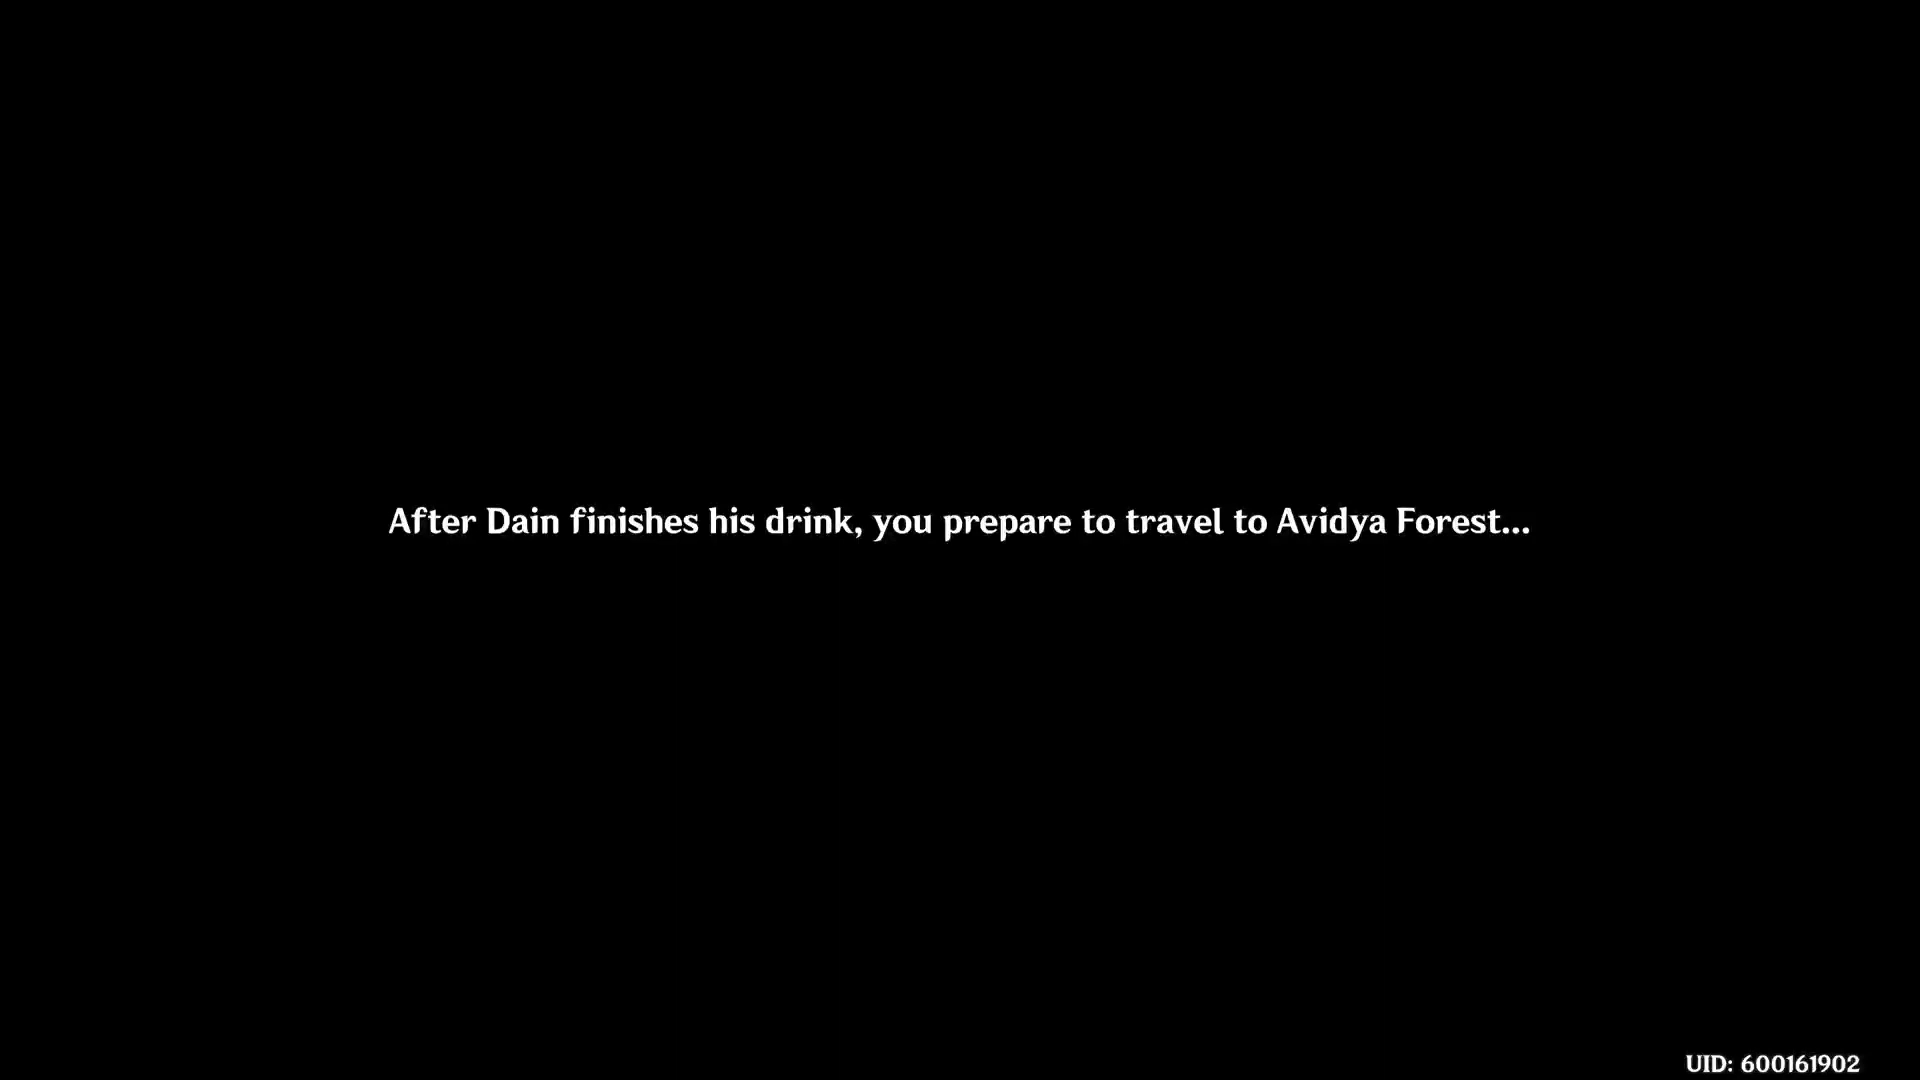 After Dain finishes his drink, you prepare to travel to Avidya Forest...
UID: 600161902